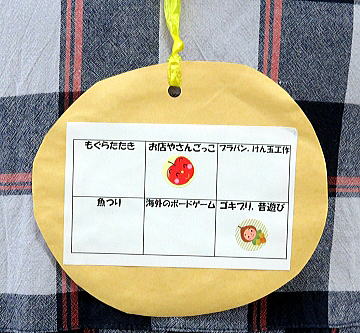 もぐらたたき
お店やさんごっこ
プラバン、けん玉工作
魚つり
海外のボードゲーム
ゴキブリ、昔遊び